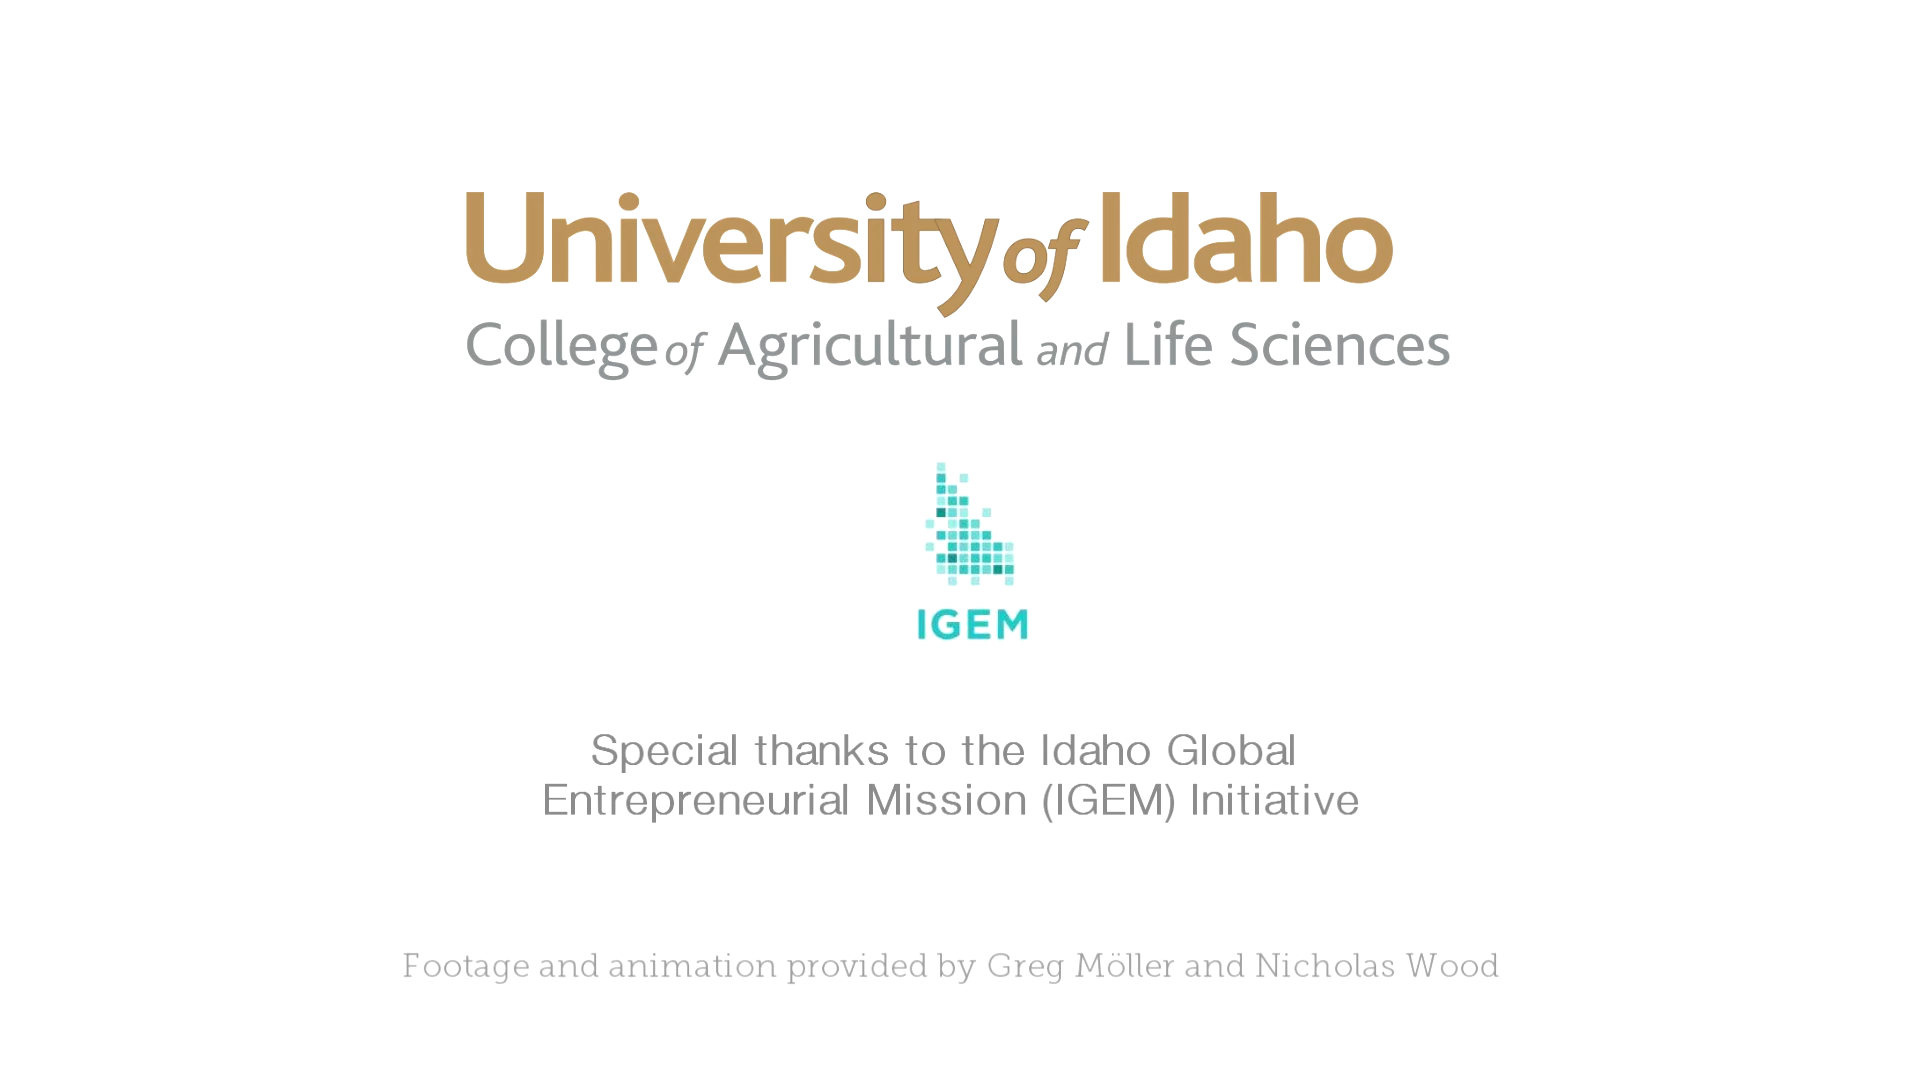 University of Idaho
College of Agricultural and Life Sciences
IGEM
Special thanks to the Idaho Global
Entrepreneurial Mission (IGEM) Initiative
Footage and animation provided by Greg Möller and Nicholas Wood